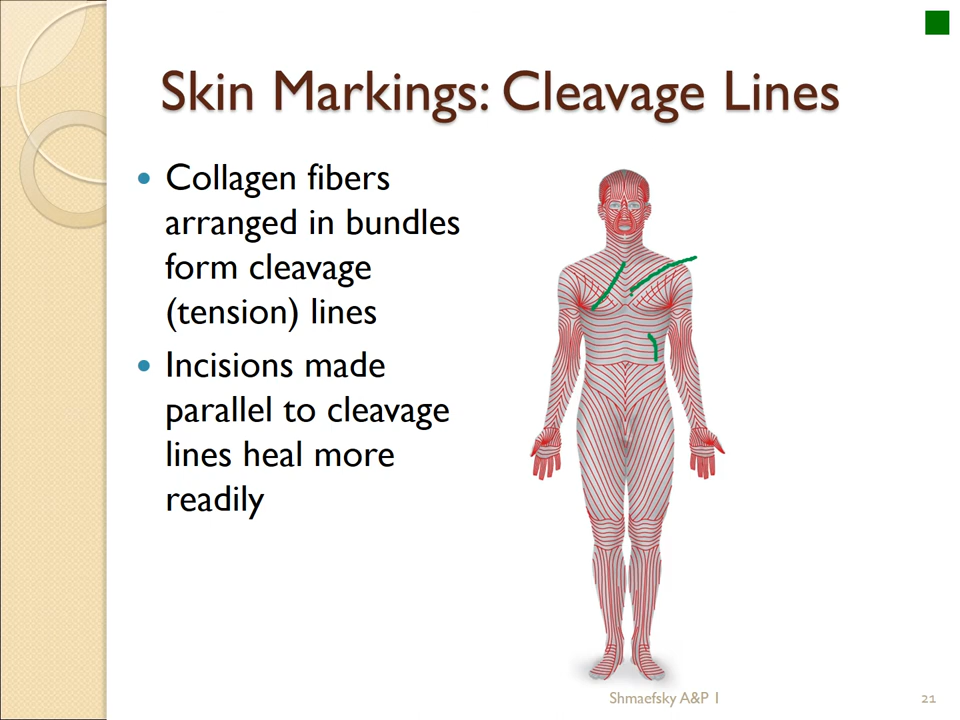 Skin Markings: Cleavage Lines
• Collagen fibers
arranged in bundles
form cleavage
(tension) lines
• Incisions made
parallel to cleavage
lines heal more
readily
Shmaefsky A&P 1
21